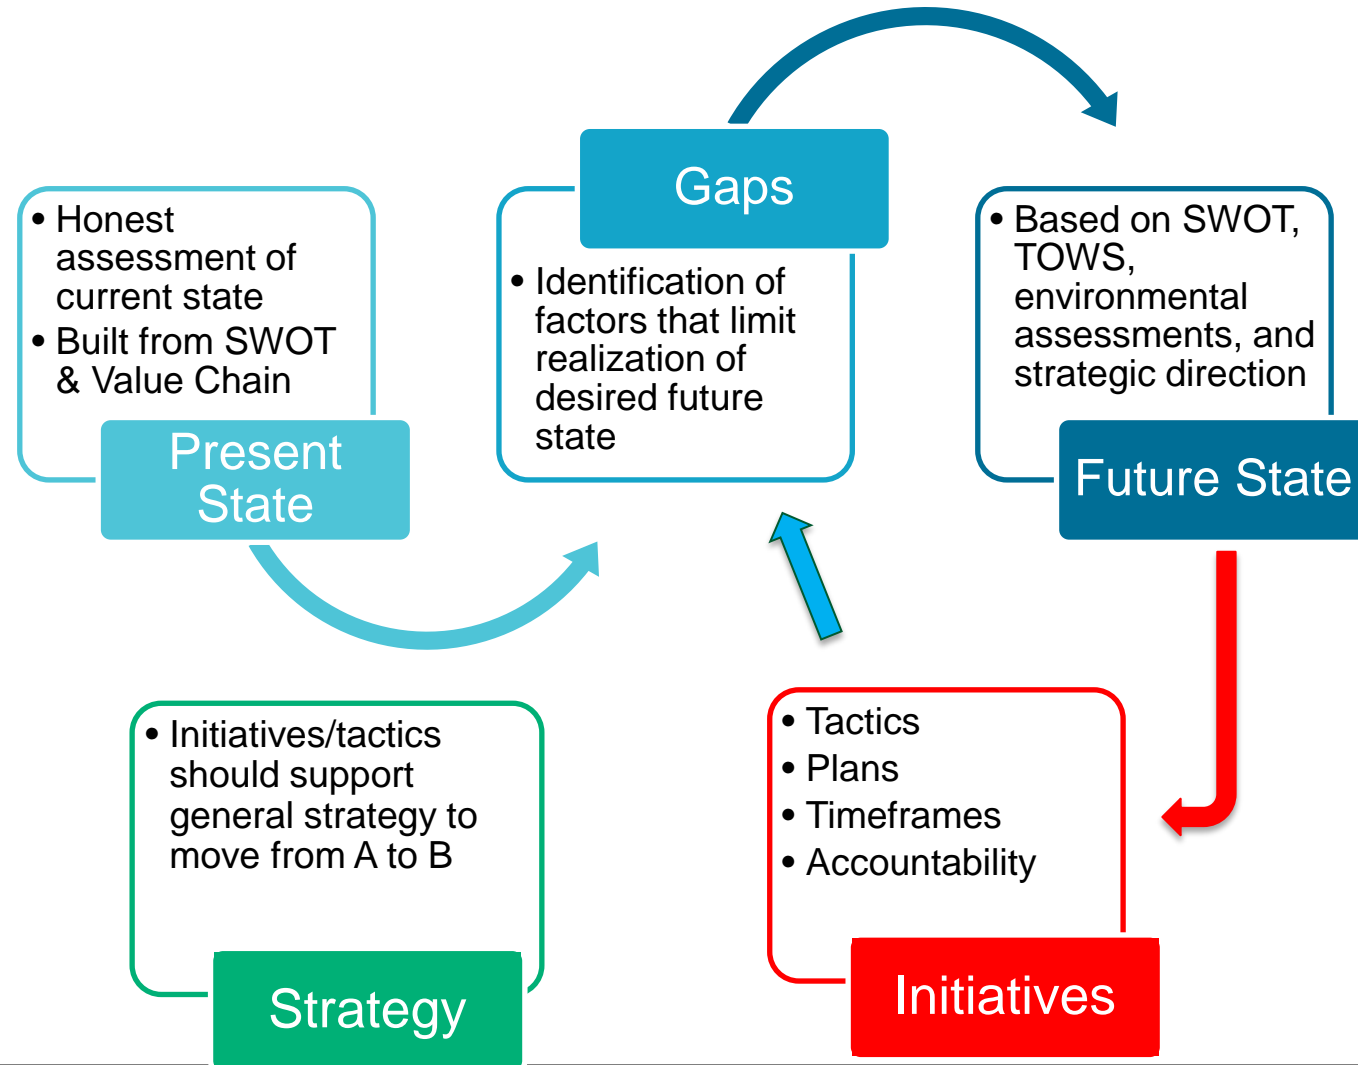 • Honest
assessment of
current state
• Built from SWOT
& Value Chain
Present
State
Gaps
• Identification of
factors that limit
realization of
desired future
state
• Based on SWOT,
TOWS,
environmental
assessments, and
strategic direction
Future State
• Initiatives/tactics
should support
general strategy to
move from A to B
Strategy
• Tactics
• Plans
• Timeframes
• Accountability
Initiatives